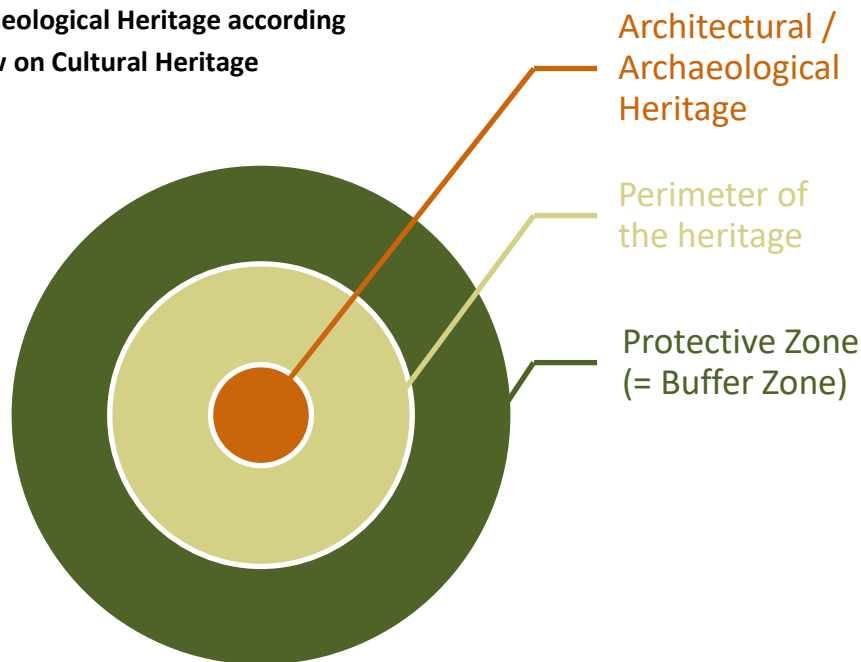 eological Heritage according
on Cultural Heritage
Architectural /
Archaeological
Heritage
Perimeter of
the heritage
Protective Zone
(= Buffer Zone)